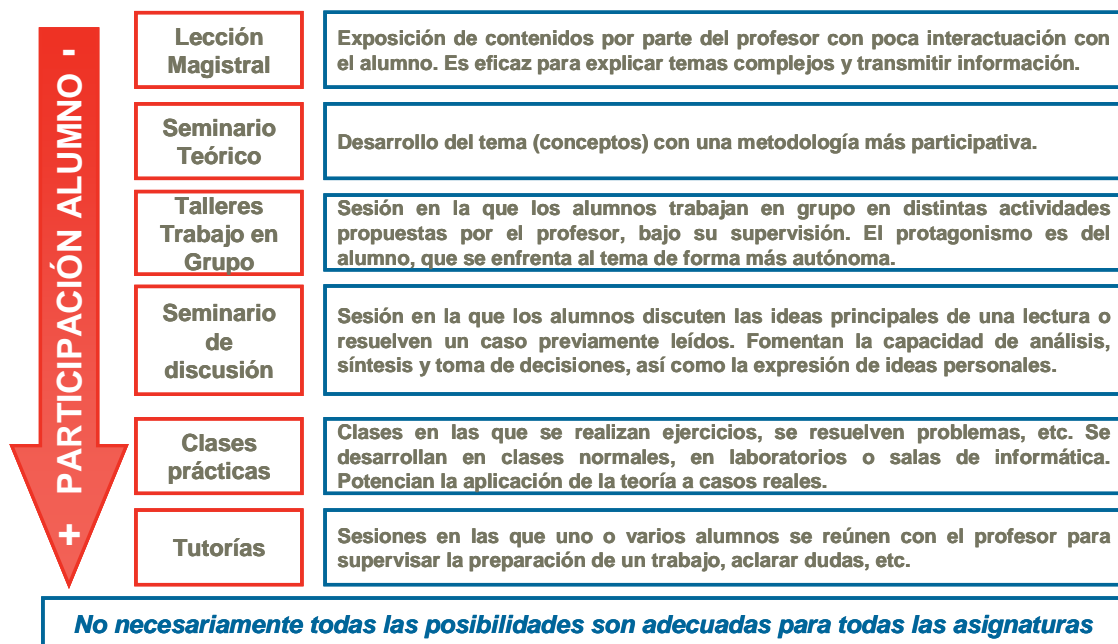 + PARTICIPACIÓN ALUMNO -
Lección
Magistral
Exposición de contenidos por parte del profesor con poca interactuación con
el alumno. Es eficaz para explicar temas complejos y transmitir información.
Seminario
Teórico
Desarrollo del tema (conceptos) con una metodología más participativa.
Talleres
Trabajo en
Grupo
Sesión en la que los alumnos trabajan en grupo en distintas actividades
propuestas por el profesor, bajo su supervisión. El protagonismo es del
alumno, que se enfrenta al tema de forma más autónoma.
Seminario
de
discusión
Sesión en la que los alumnos discuten las ideas principales de una lectura o
resuelven un caso previamente leídos. Fomentan la capacidad de análisis,
síntesis y toma de decisiones, así como la expresión de ideas personales.
Clases
prácticas
Clases en las que se realizan ejercicios, se resuelven problemas, etc. Se
desarrollan en clases normales, en laboratorios o salas de informática.
Potencian la aplicación de la teoría a casos reales.
Tutorías
Sesiones en las que uno o varios alumnos se reúnen con el profesor para
supervisar la preparación de un trabajo, aclarar dudas, etc.
No necesariamente todas las posibilidades son adecuadas para todas las asignaturas